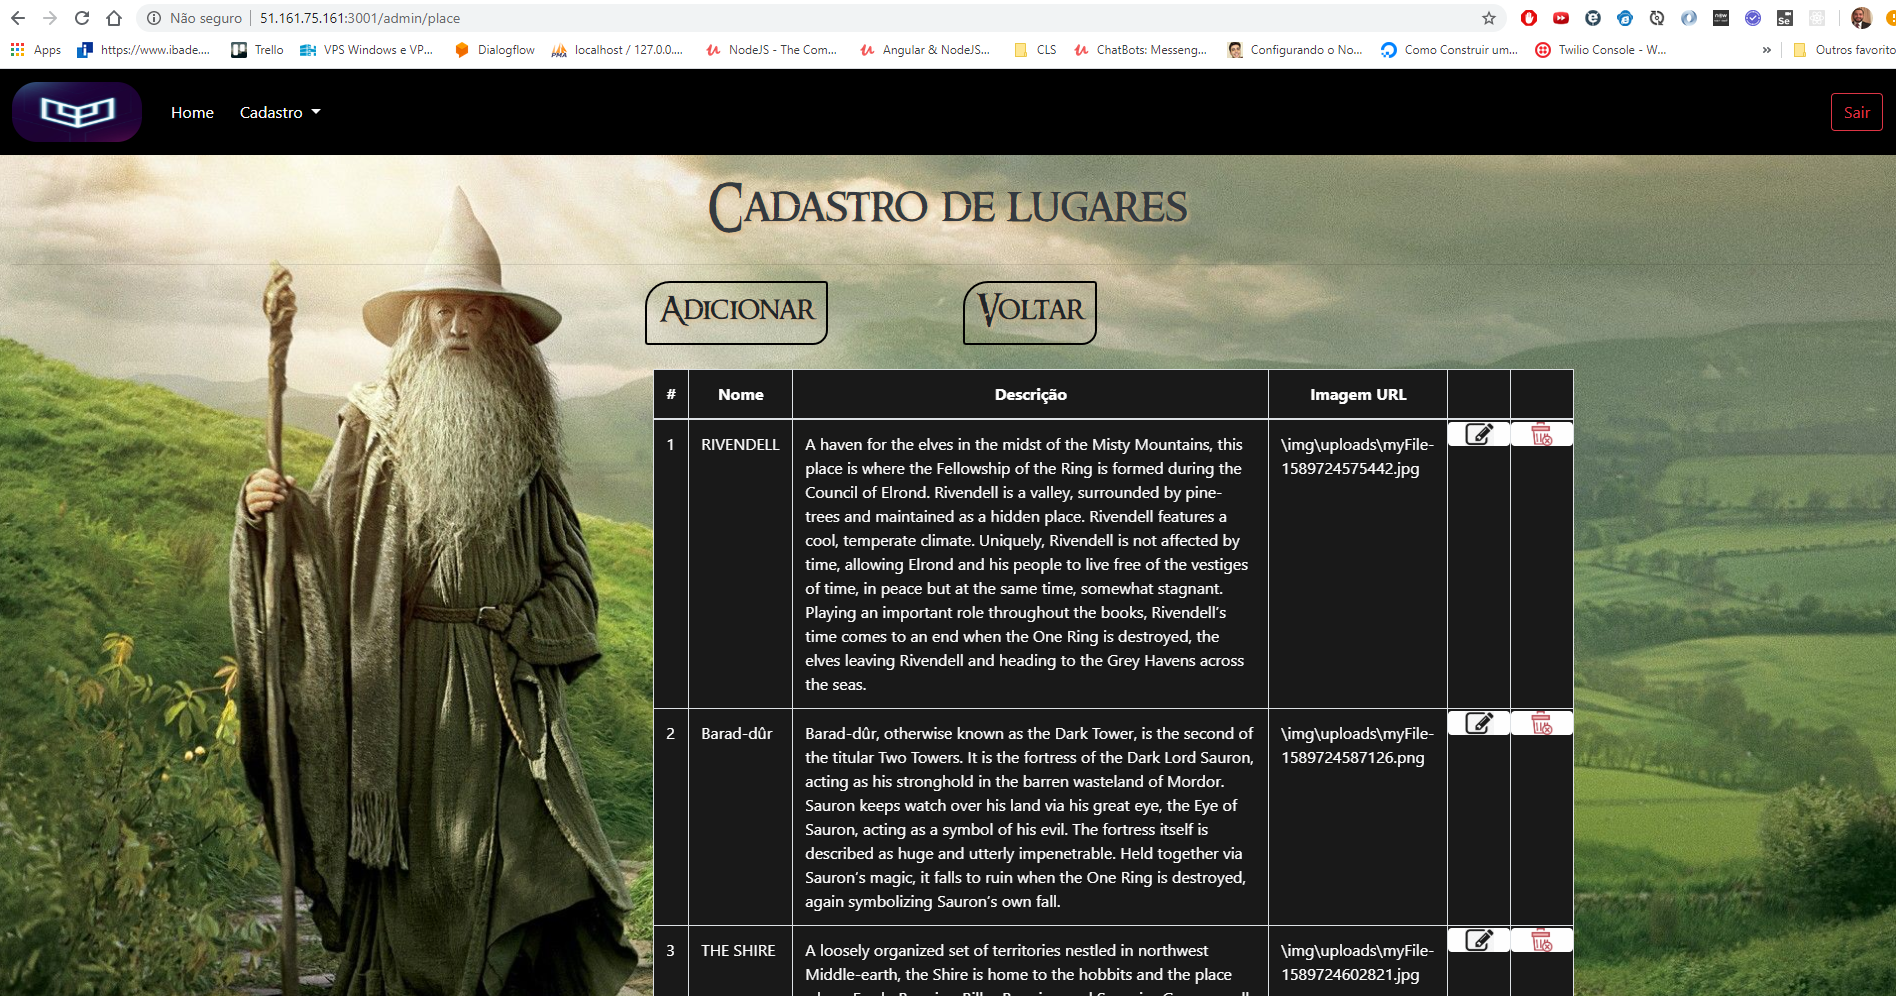 Não seguro 51.161.75.161:3001/admin/place
Apps https://www.ibade.... Trello VPS Windows e VP... Dialogflow localhost / 127.0.0.... NodeJS - The Com... Angular & NodeJS... CLS ChatBots: Messeng... Configurando o No... Como Construir um... Twilio Console - W... » Outros favorito
Home Cadastro Sair
Cadastro de lugares
Adicionar Voltar
# Nome Descrição Imagem URL
1 RIVENDELL A haven for the elves in the midst of the Misty Mountains, this \img\uploads\myFile-
place is where the Fellowship of the Ring is formed during the 1589724575442.jpg
Council of Elrond. Rivendell is a valley, surrounded by pine-
trees and maintained as a hidden place. Rivendell features a
cool, temperate climate. Uniquely, Rivendell is not affected by
time, allowing Elrond and his people to live free of the vestiges
of time, in peace but at the same time, somewhat stagnant.
Playing an important role throughout the books, Rivendell's
time comes to an end when the One Ring is destroyed, the
elves leaving Rivendell and heading to the Grey Havens across
the seas.
2 Barad-dûr Barad-dûr, otherwise known as the Dark Tower, is the second of \img\uploads\myFile-
the titular Two Towers. It is the fortress of the Dark Lord Sauron, 1589724587126.png
acting as his stronghold in the barren wasteland of Mordor.
Sauron keeps watch over his land via his great eye, the Eye of
Sauron, acting as a symbol of his evil. The fortress itself is
described as huge and utterly impenetrable. Held together via
Sauron's magic, it falls to ruin when the One Ring is destroyed,
again symbolizing Sauron's own fall.
3 THE SHIRE A loosely organized set of territories nestled in northwest \img\uploads\myFile-
Middle-earth, the Shire is home to the hobbits and the place 1589724602821.jpg